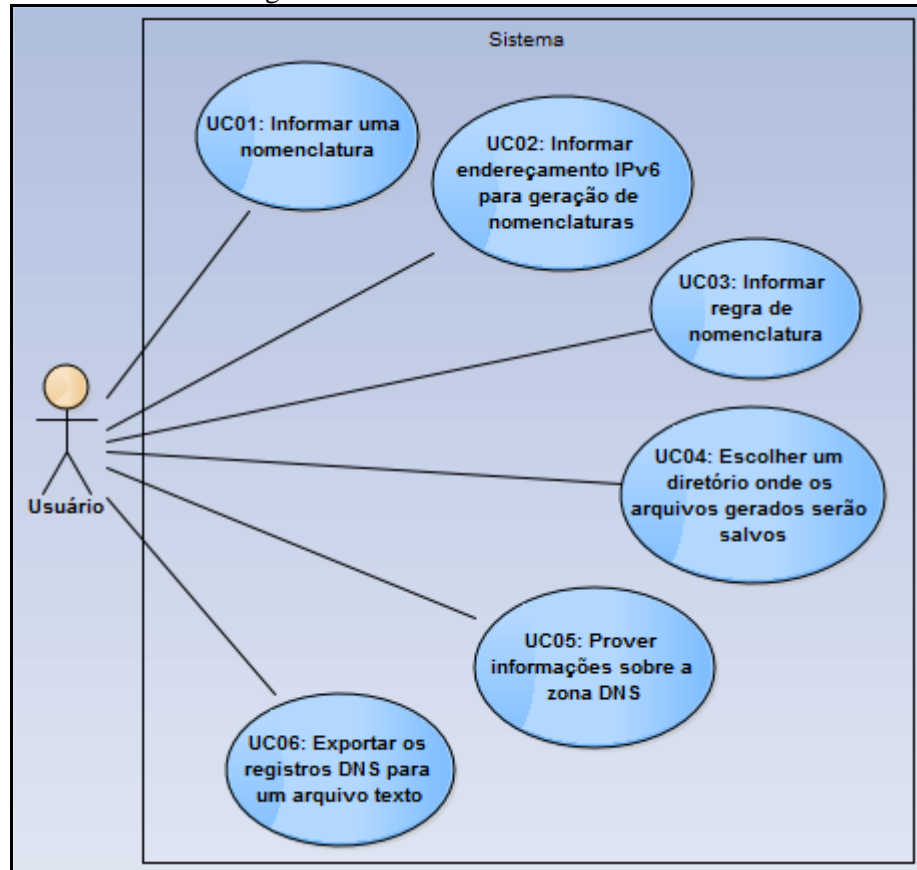 Sistema
UC01: Informar uma
nomenclatura
UC02: Informar
endereçamento IPv6
para geração de
nomenclaturas
UC03: Informar
regra de
nomenclatura
UC04: Escolher um
diretório onde os
arquivos gerados serão
salvos
Usuário
UC05: Prover
informações sobre a
zona DNS
UC06: Exportar os
registros DNS para
um arquivo texto